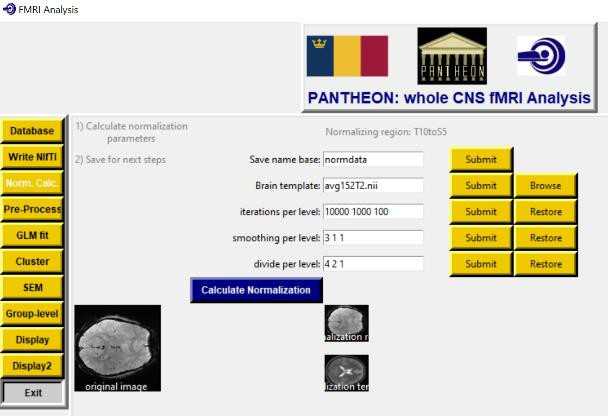 FMRI Analysis
PANTHEON
PANTHEON: whole CNS fMRI Analysis
Database
Write NIfTI
Norm. Calc.
Pre-Process
GLM fit
Cluster
SEM
Group-level
Display
Display2
Exit
1) Calculate normalization
parameters
2) Save for next steps
Normalizing region: T10toS5
Save name base: normdata Submit
Brain template: avg152T2.nii Submit Browse
iterations per level: 10000 1000 100 Submit Restore
smoothing per level: 3 1 1 Submit Restore
divide per level: 4 2 1 Submit Restore
Calculate Normalization
original image
alization r
ization ter